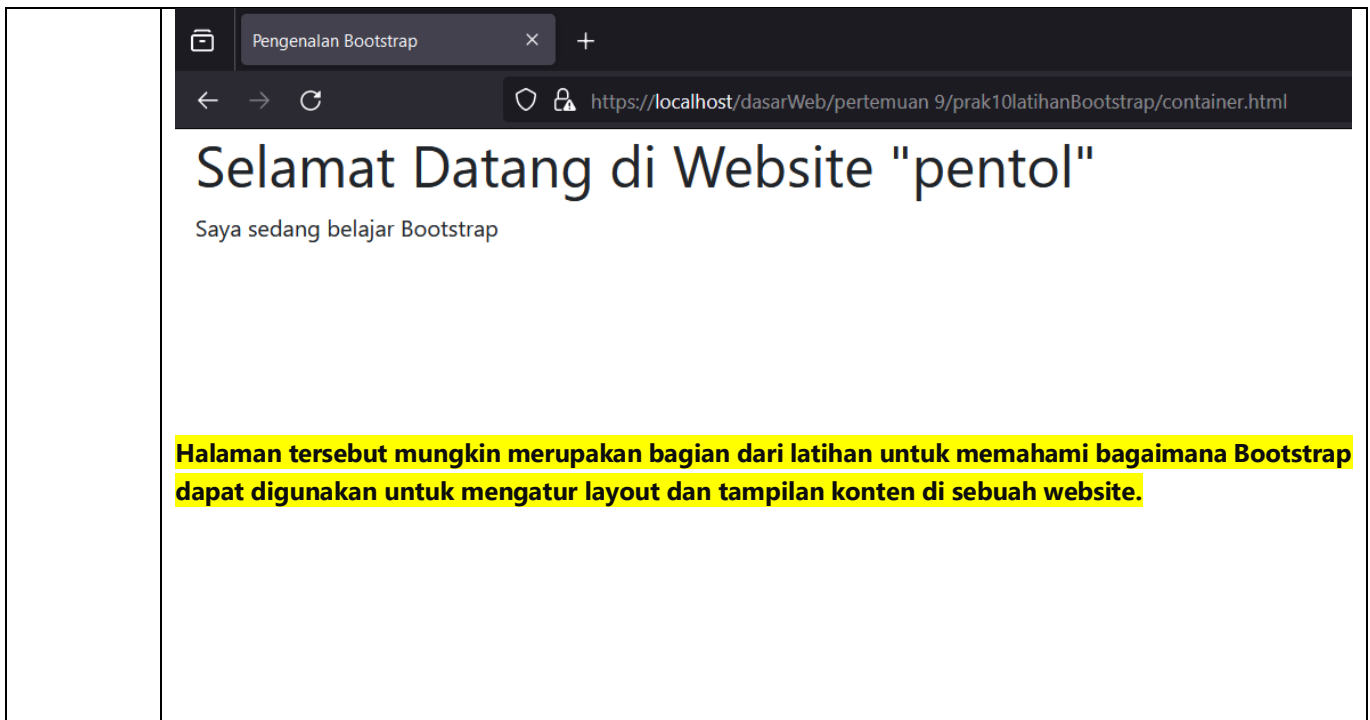 Pengenalan Bootstrap
https://localhost/dasarWeb/pertemuan 9/prak10latihanBootstrap/container.html
Selamat Datang di Website "pentol"
Saya sedang belajar Bootstrap
Halaman tersebut mungkin merupakan bagian dari latihan untuk memahami bagaimana Bootstrap
dapat digunakan untuk mengatur layout dan tampilan konten di sebuah website.